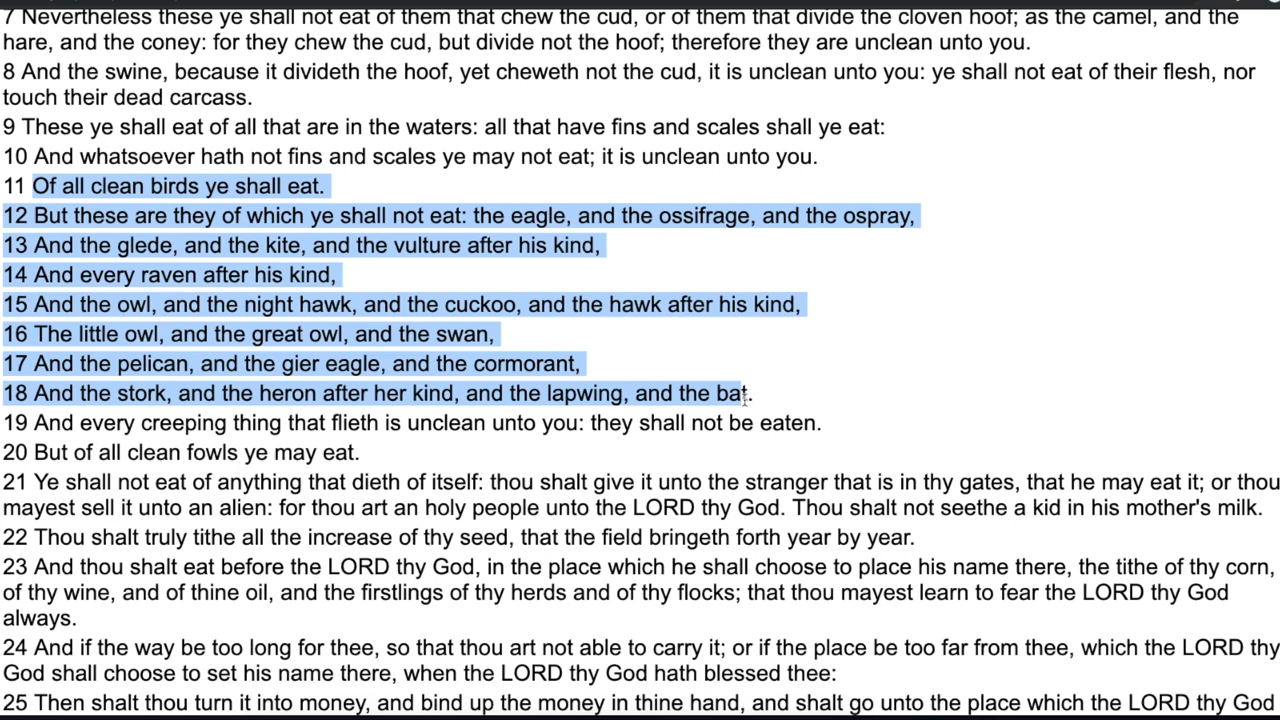 7 Nevertheless these ye shall not eat of them that chew the cud, or of them that divide the cloven hoof; as the camel, and the
hare, and the coney: for they chew the cud, but divide not the hoof; therefore they are unclean unto you.
8 And the swine, because it divideth the hoof, yet cheweth not the cud, it is unclean unto you: ye shall not eat of their flesh, nor
touch their dead carcass.
9 These ye shall eat of all that are in the waters: all that have fins and scales shall ye eat:
10 And whatsoever hath not fins and scales ye may not eat; it is unclean unto you.
11 Of all clean birds ye shall eat.
12 But these are they of which ye shall not eat: the eagle, and the ossifrage, and the ospray,
13 And the glede, and the kite, and the vulture after his kind,
14 And every raven after his kind,
15 And the owl, and the night hawk, and the cuckoo, and the hawk after his kind,
16 The little owl, and the great owl, and the swan,
17 And the pelican, and the gier eagle, and the cormorant,
18 And the stork, and the heron after her kind, and the lapwing, and the bat.
19 And every creeping thing that flieth is unclean unto you: they shall not be eaten.
20 But of all clean fowls ye may eat.
21 Ye shall not eat of anything that dieth of itself: thou shalt give it unto the stranger that is in thy gates, that he may eat it; or thou
mayest sell it unto an alien: for thou art an holy people unto the LORD thy God. Thou shalt not seethe a kid in his mother's milk.
22 Thou shalt truly tithe all the increase of thy seed, that the field bringeth forth year by year.
23 And thou shalt eat before the LORD thy God, in the place which he shall choose to place his name there, the tithe of thy corn,
of thy wine, and of thine oil, and the firstlings of thy herds and of thy flocks; that thou mayest learn to fear the LORD thy God
always.
24 And if the way be too long for thee, so that thou art not able to carry it; or if the place be too far from thee, which the LORD thy
God shall choose to set his name there, when the LORD thy God hath blessed thee:
25 Then shalt thou turn it into money, and bind up the money in thine hand, and shalt go unto the place which the LORD thy God